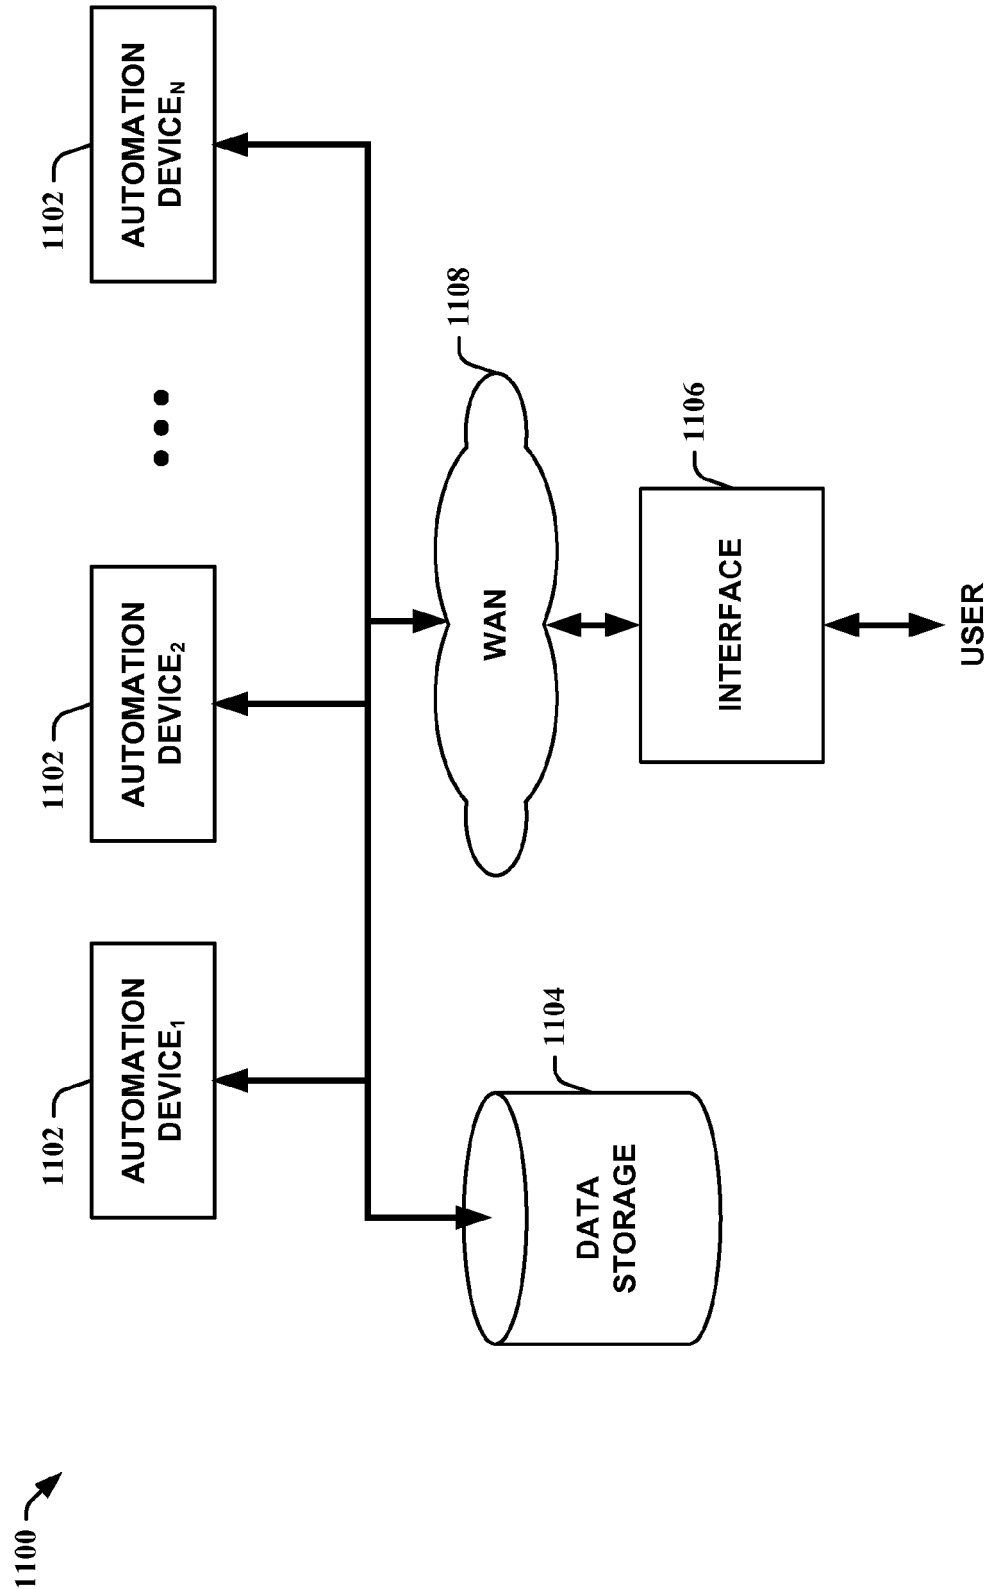 1100
1102
1102
1102
AUTOMATION
DEVICE1
AUTOMATION
DEVICE2
AUTOMATION
DEVICEN
1108
WAN
1104
DATA
STORAGE
1106
INTERFACE
USER